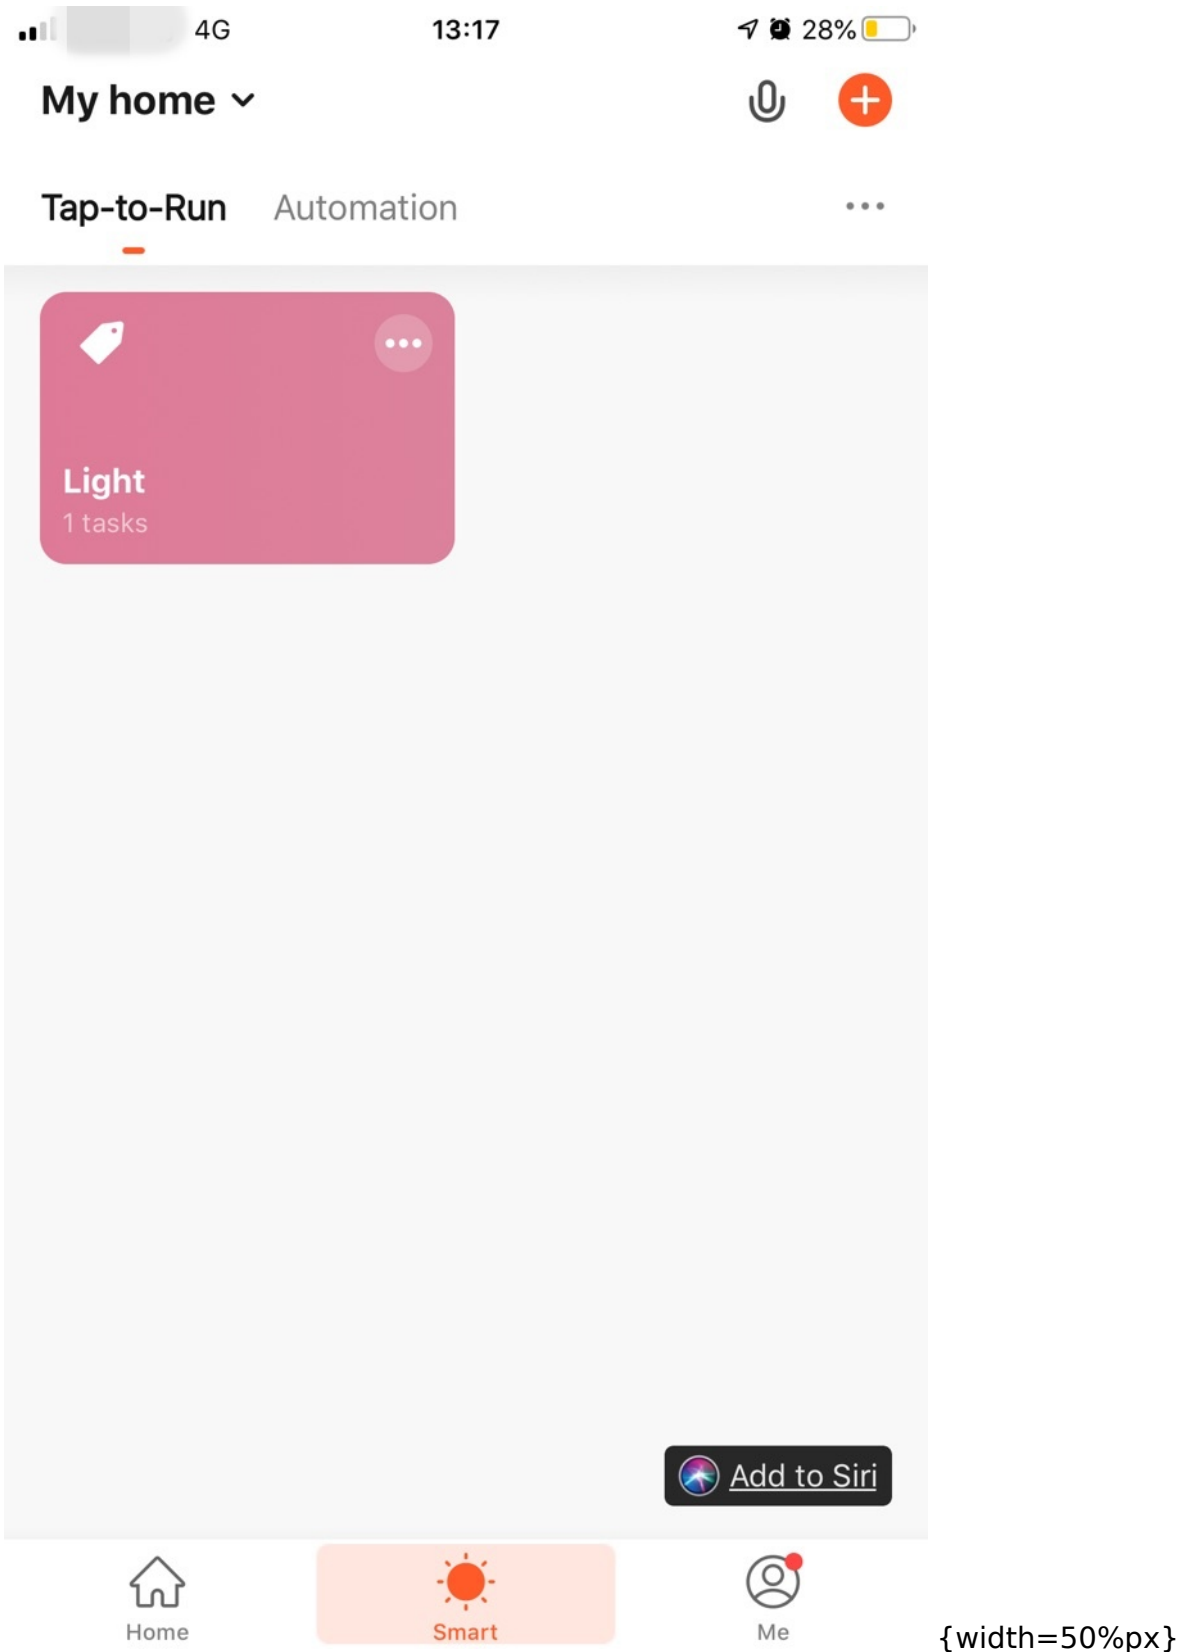 4G 13:17 28%
My home
Tap-to-Run Automation
Light
1 tasks
Add to Siri
Home Smart Me
{width=50%px}